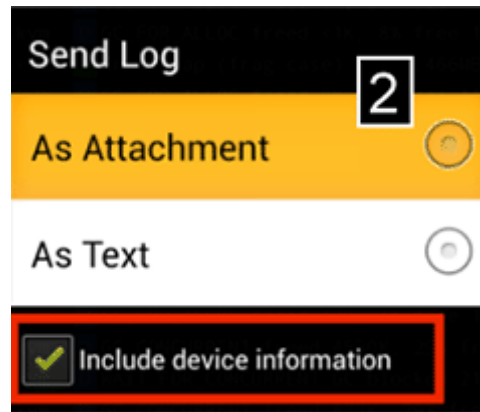 Send Log
2
As Attachment
As Text
Include device information